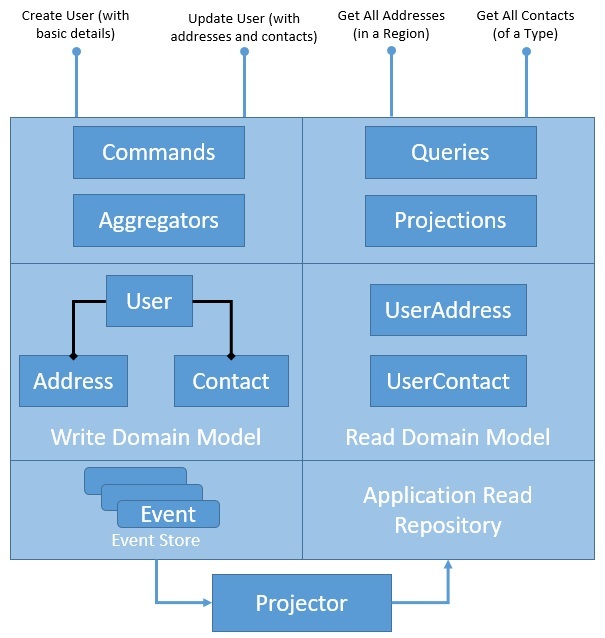 Create User (with
basic details)
Update User (with
addresses and contacts)
Get All Addresses
(in a Region)
Get All Contacts
(of a Type)
Commands
Queries
Aggregators
Projections
User
Address
Contact
Write Domain Model
UserAddress
UserContact
Read Domain Model
Event
Event Store
Application Read
Repository
Projector